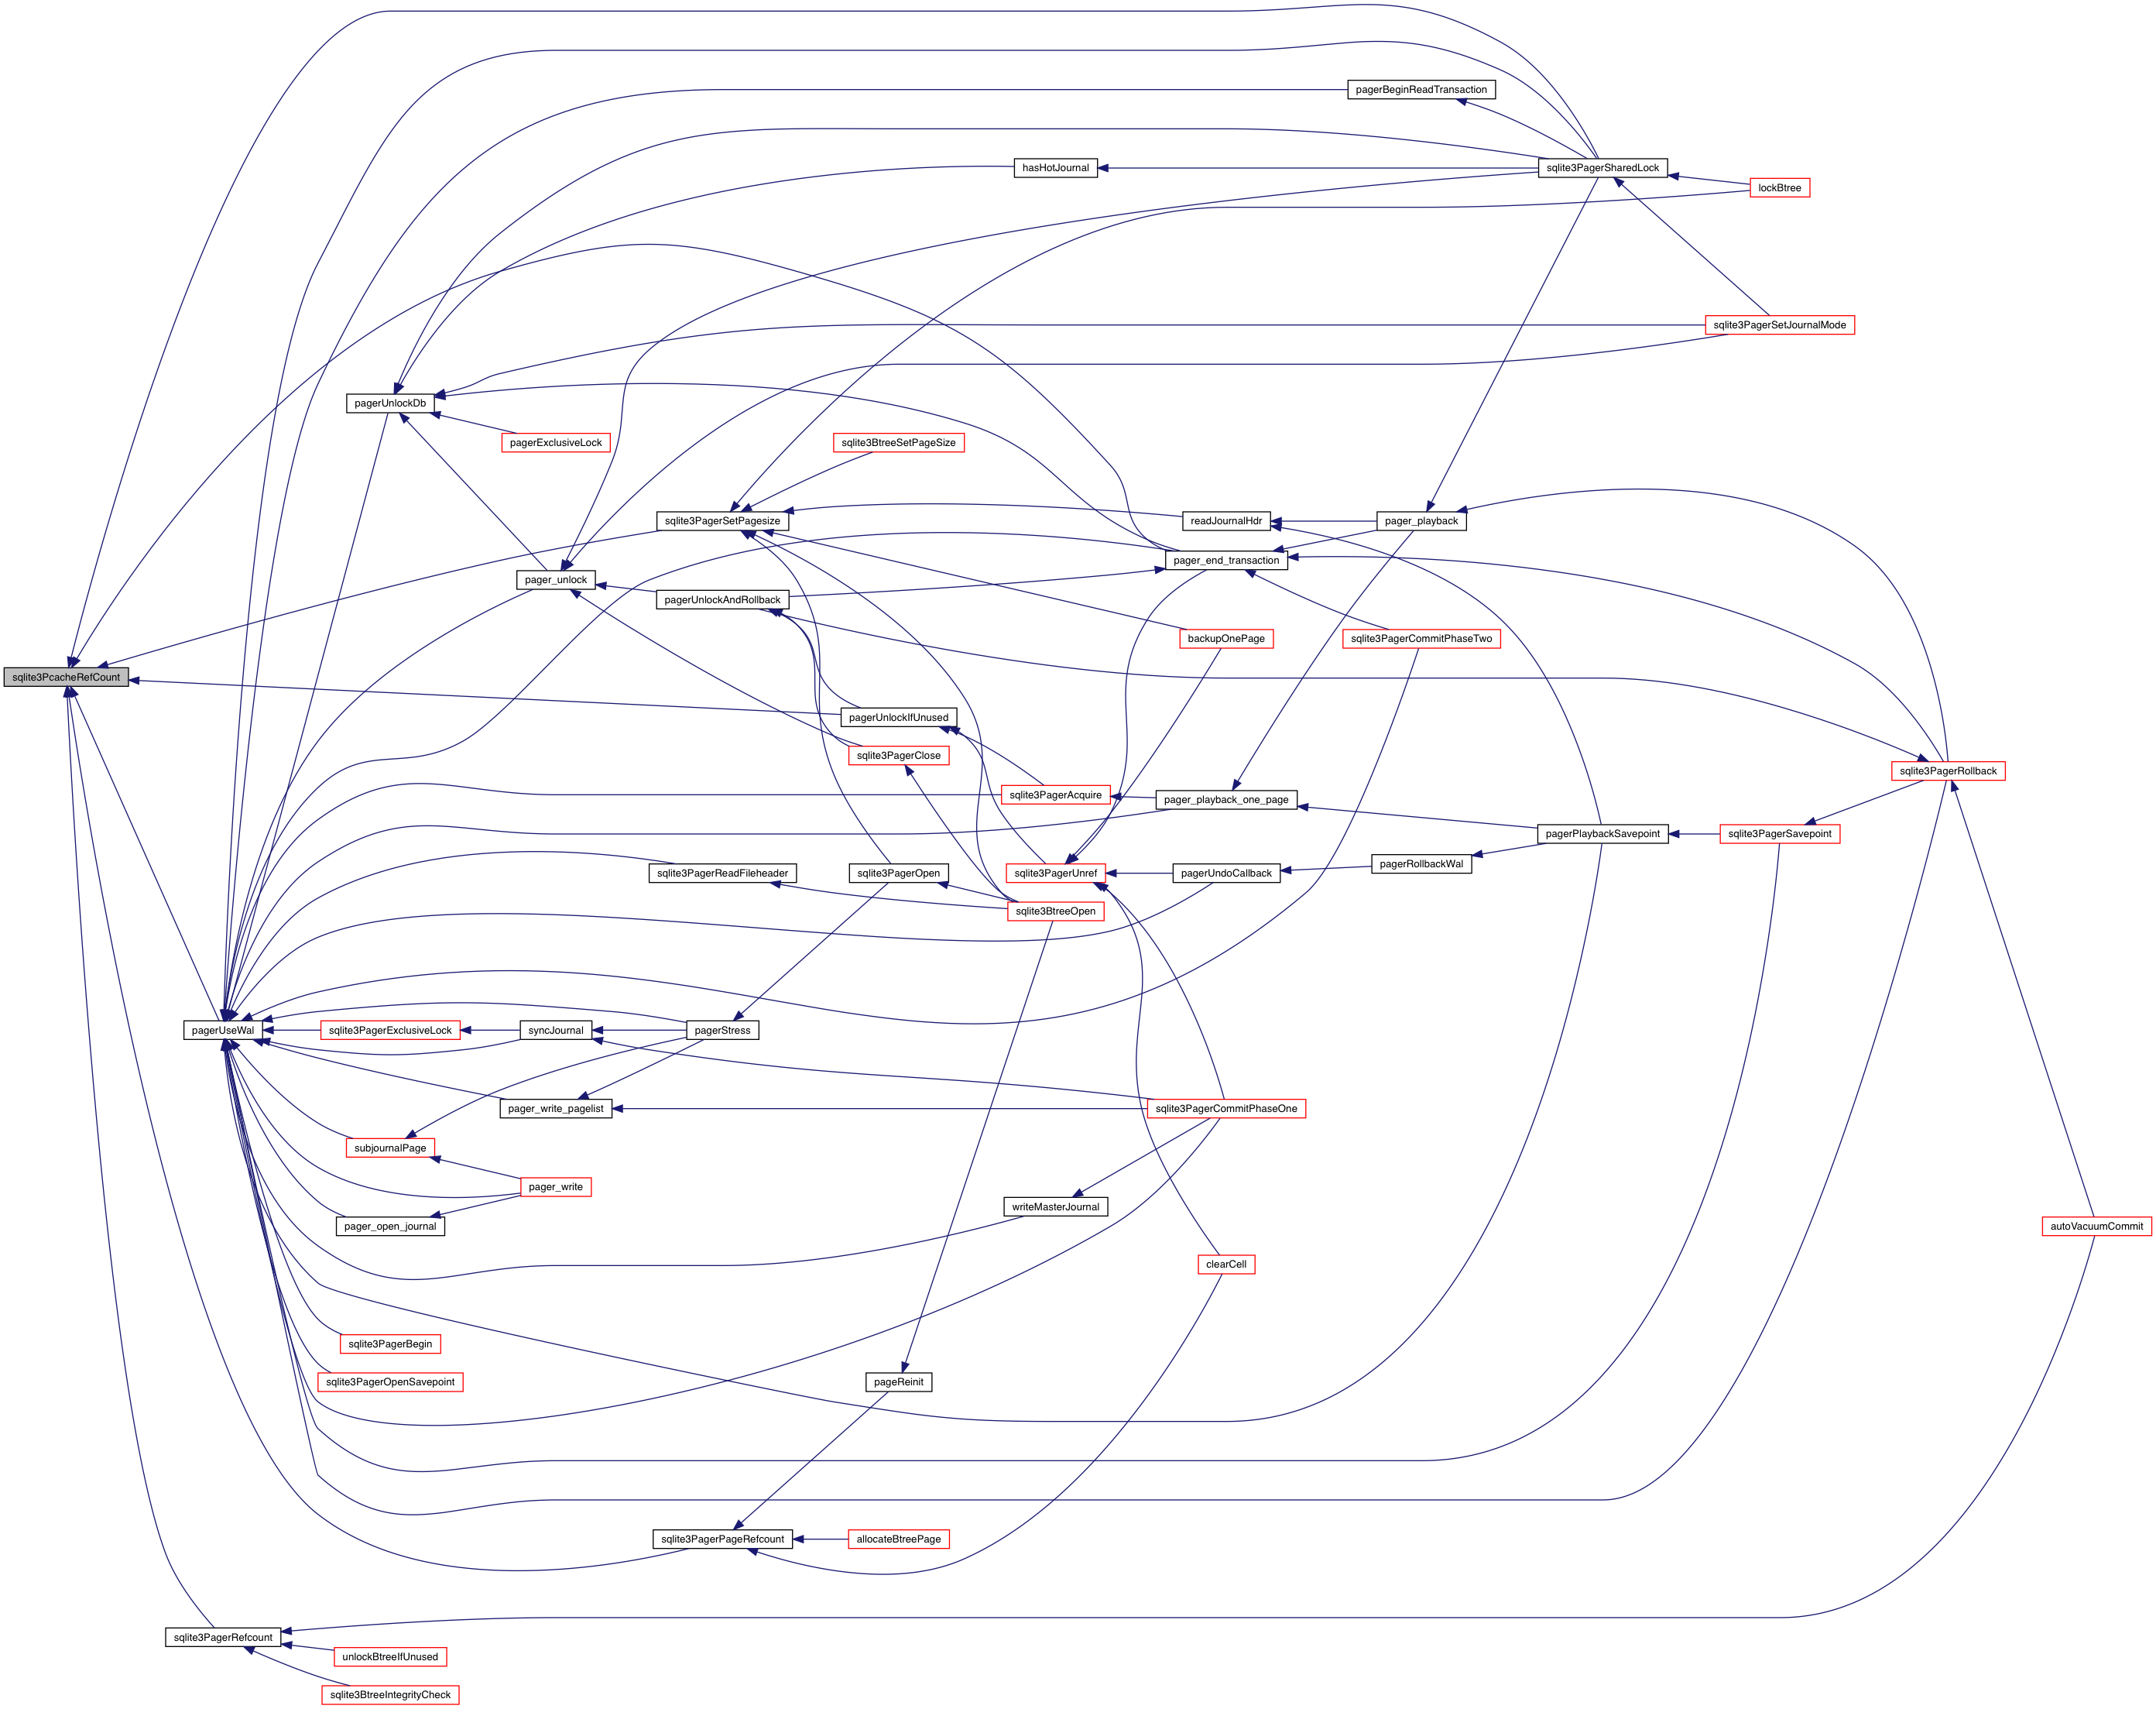 pagerBeginReadTransaction
hasHotJournal
sqlite3PagerSharedLock
lockBtree
sqlite3PagerSetJournalMode
pagerUnlockDb
pagerExclusiveLock
sqlite3BtreeSetPageSize
sqlite3PagerSetPagesize
readJournalHdr
pager_playback
pager_end_transaction
pager_unlock
pagerUnlockAndRollback
backupOnePage
sqlite3PagerCommitPhaseTwo
sqlite3PcacheRefCount
pagerUnlockIfUnused
sqlite3PagerClose
sqlite3PagerRollback
sqlite3PagerAcquire
pager_playback_one_page
pagerPlaybackSavepoint
sqlite3PagerSavepoint
pagerRollbackWal
sqlite3PagerReadFileheader
sqlite3PagerOpen
sqlite3PagerUnref
pagerUndoCallback
sqlite3BtreeOpen
pagerUseWal
sqlite3PagerExclusiveLock
syncJournal
pagerStress
pager_write_pagelist
sqlite3PagerCommitPhaseOne
subjournalPage
pager_write
writeMasterJournal
pager_open_journal
autoVacuumCommit
clearCell
sqlite3PagerBegin
sqlite3PagerOpenSavepoint
pageReinit
sqlite3PagerPageRefcount
allocateBtreePage
sqlite3PagerRefcount
unlockBtreeIfUnused
sqlite3BtreeIntegrityCheck